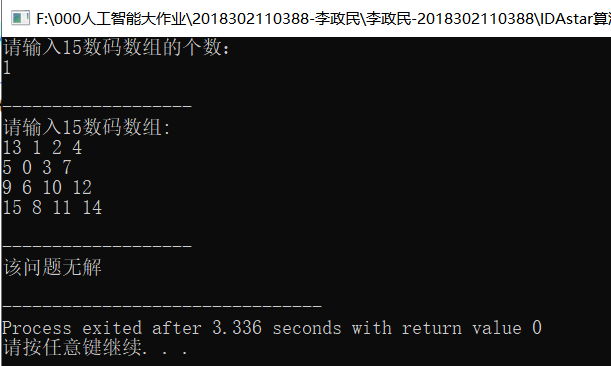 F:\000人工智能大作业\2018302110388-李政民\李政民-2018302110388\IDAstar算
请输入15数码数组的个数:
1
-------------------
请输入15数码数组:
13 1 2 4
5 0 3 7
9 6 10 12
15 8 11 14
-------------------
该问题无解
--------------------------------
Process exited after 3.336 seconds with return value 0
请按任意键继续. . .